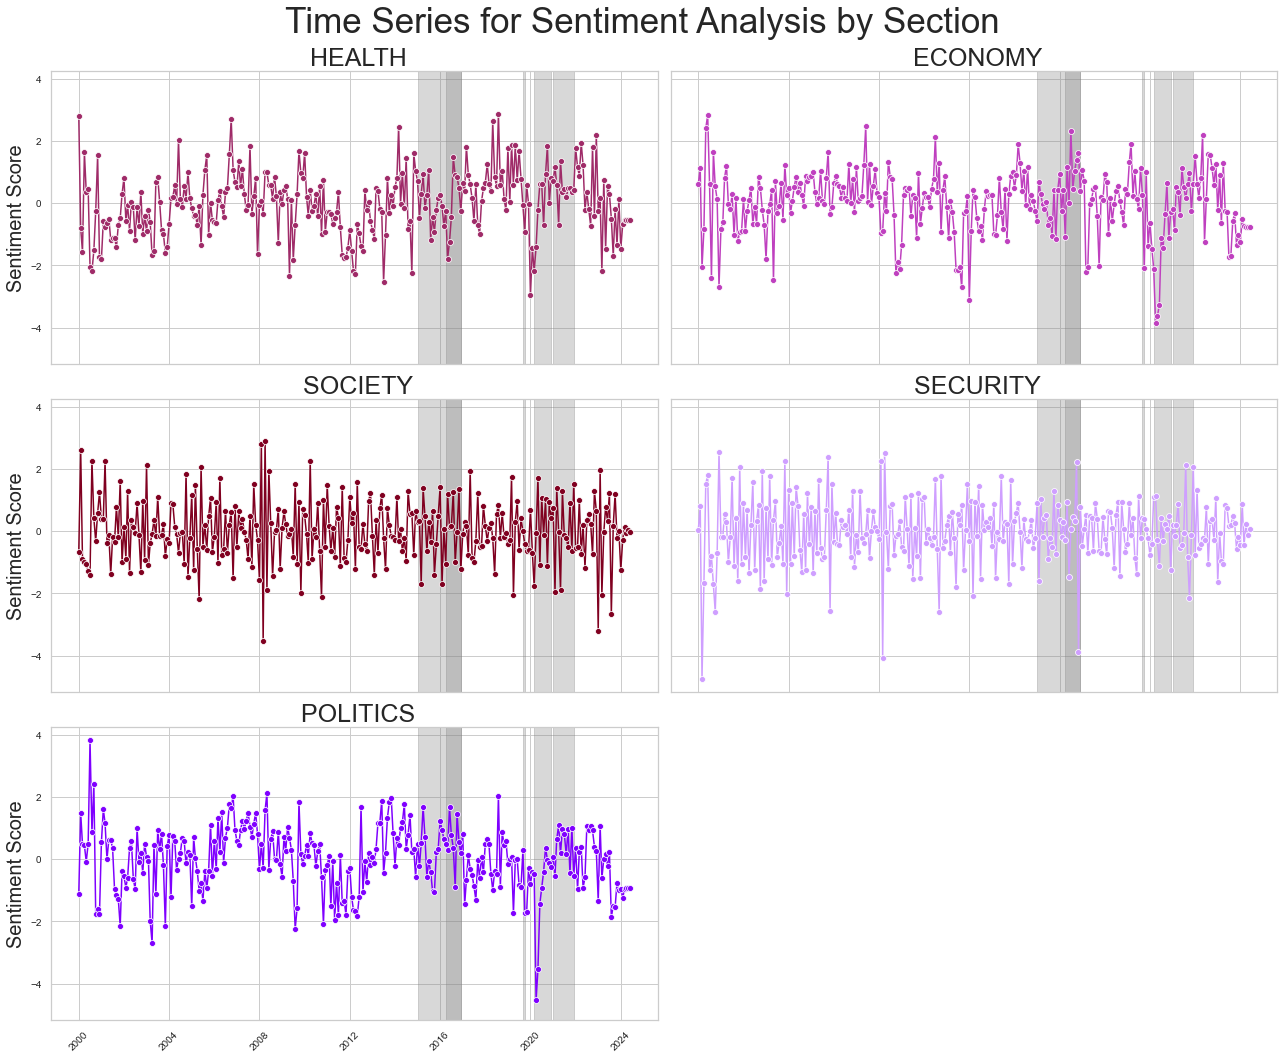 Time Series for Sentiment Analysis by Section
HEALTH
ECONOMY
Sentiment Score
4
2
0
−2
−4
SOCIETY
SECURITY
Sentiment Score
4
2
0
−2
−4
POLITICS
Sentiment Score
4
2
0
−2
−4
2000
2004
2008
2012
2016
2020
2024